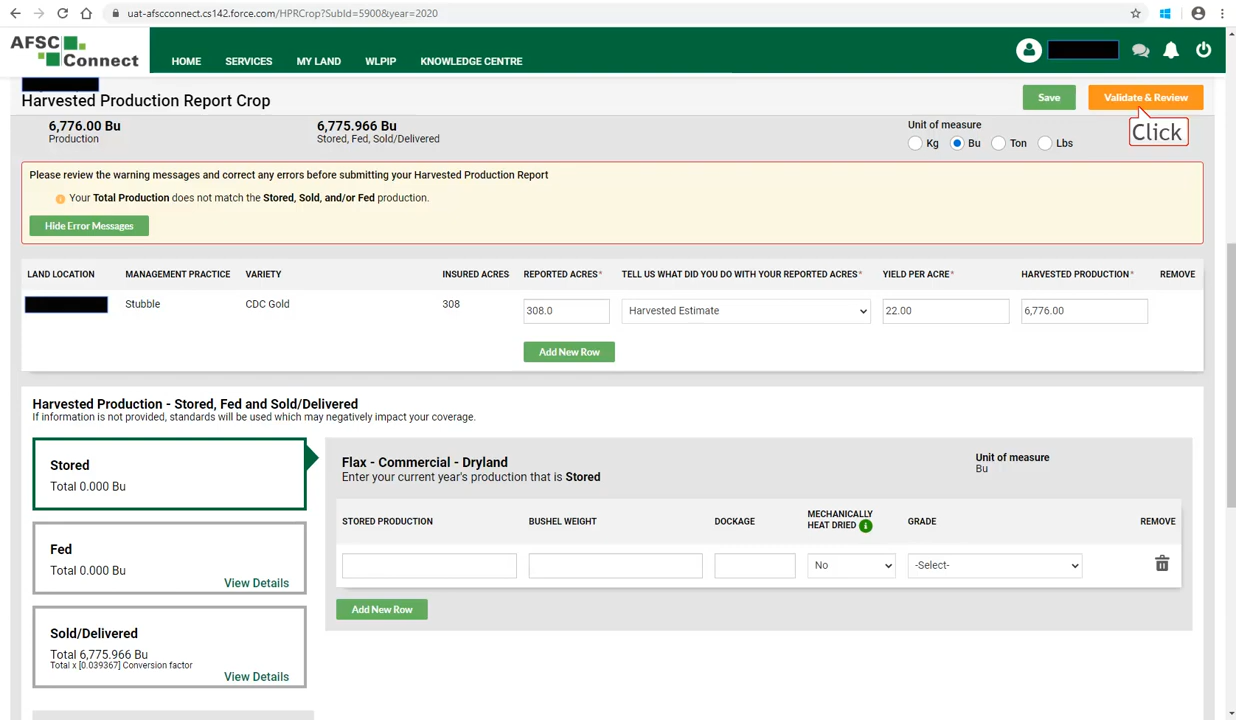 uat-afscconnect.cs142.force.com/HPRCrop?SubId=5900&year=2020
AFSC
Connect
HOME
SERVICES
MY LAND
WLPIP
KNOWLEDGE CENTRE
Harvested Production Report Crop
Save
Validate & Review
Click
6,776.00 Bu
Production
6,775.966 Bu
Stored, Fed, Sold/Delivered
Unit of measure
Kg
Bu
Ton
Lbs
Please review the warning messages and correct any errors before submitting your Harvested Production Report
Your Total Production does not match the Stored, Sold, and/or Fed production.
Hide Error Messages
LAND LOCATION
MANAGEMENT PRACTICE
VARIETY
INSURED ACRES
REPORTED ACRES*
TELL US WHAT DID YOU DO WITH YOUR REPORTED ACRES*
YIELD PER ACRE*
HARVESTED PRODUCTION*
REMOVE
Stubble
CDC Gold
308
308.0
Harvested Estimate
22.00
6,776.00
Add New Row
Harvested Production - Stored, Fed and Sold/Delivered
If information is not provided, standards will be used which may negatively impact your coverage.
Stored
Total 0.000 Bu
Fed
Total 0.000 Bu
View Details
Sold/Delivered
Total 6,775.966 Bu
Total x [0.039367] Conversion factor
View Details
Flax - Commercial - Dryland
Enter your current year's production that is Stored
Unit of measure
Bu
STORED PRODUCTION
BUSHEL WEIGHT
DOCKAGE
MECHANICALLY
HEAT DRIED
GRADE
REMOVE
No
-Select-
Add New Row